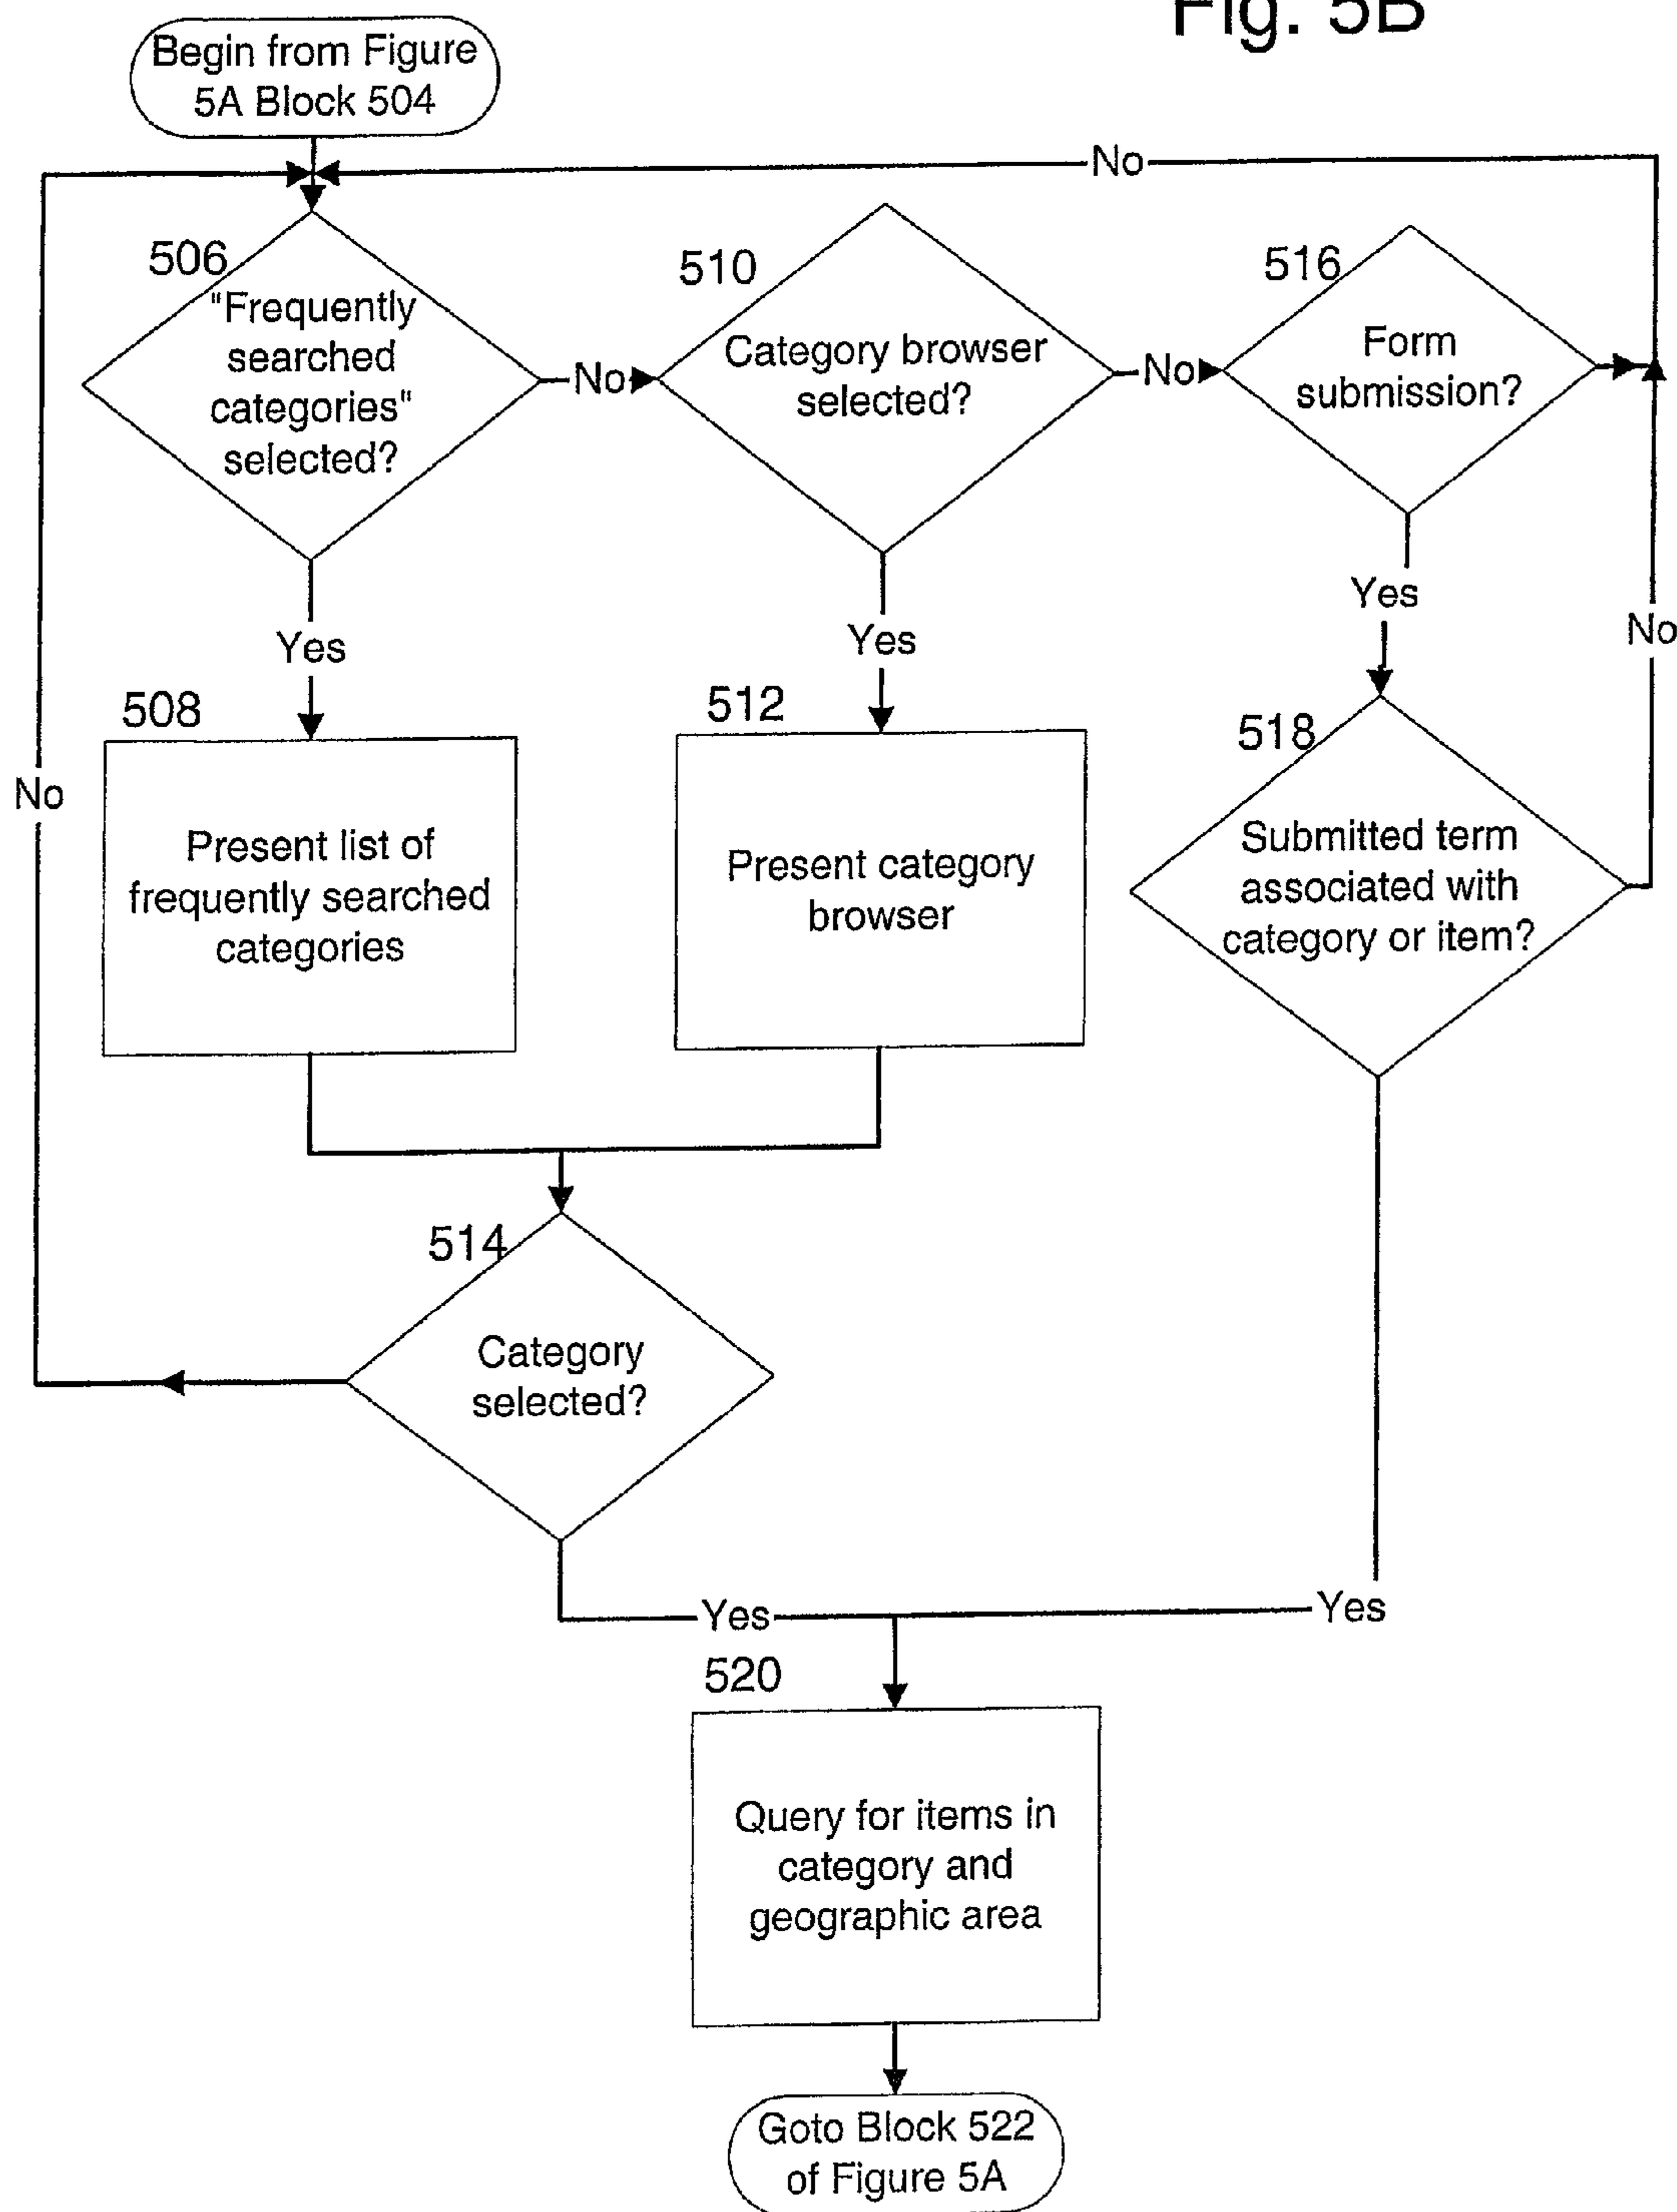 Fig. 5B
Begin from Figure
5A Block 504
No
506
"Frequently
searched
categories"
selected?
No
510
Category browser
selected?
No
516
Form
submission?
Yes
Yes
Yes
No
508
Present list of
frequently searched
categories
512
Present category
browser
518
Submitted term
associated with
category or item?
No
514
Category
selected?
Yes
Yes
520
Query for items in
category and
geographic area
Goto Block 522
of Figure 5A